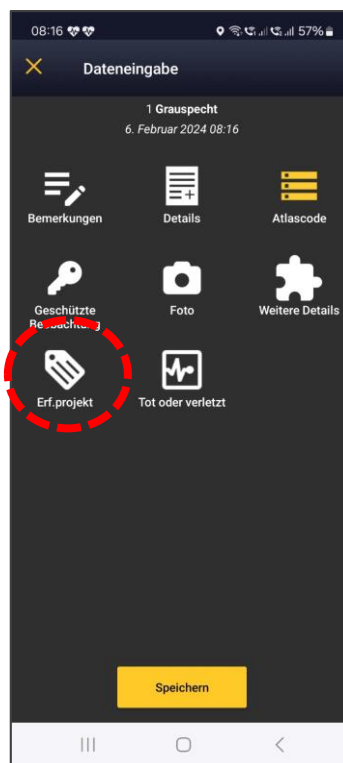 08:16 57%
Dateneingabe
1 Grauspecht
6. Februar 2024 08:16
Bemerkungen Details Atlascode
Geschützte Foto Weitere Details
Beobachtung
Erf.projekt Tot oder verletzt
Speichern